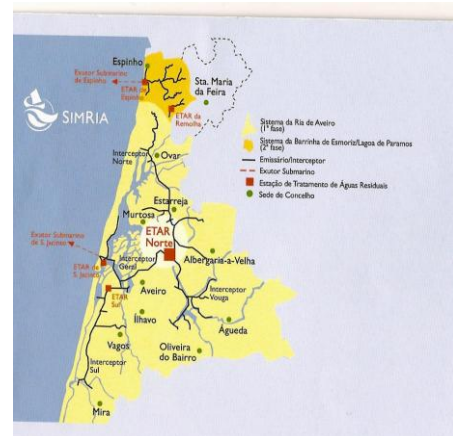 Espinho
Exutor Submarino
de Espinho
ETAR de
Espinho
Sta. Maria
da Feira
ETAR da
Remolha
SIMRIA
Interceptor
Norte
Ovar
Estarreja
Murtosa
ETAR
Norte
Exutor Submarino
de S. Jacinto
ETAR de
S. Jacinto
Interceptor
Geral
Albergaria-a-Velha
ETAR
Sul
Aveiro
Interceptor
Vouga
Ílhavo
Águeda
Vagos
Oliveira
do Bairro
Interceptor
Sul
Mira
Sistema da Ria de Aveiro
(1ª fase)
Sistema da Barrinha de Esmoriz/Lagoa de Paramos
(2ª fase)
Emissário/Interceptor
Exutor Submarino
Estação de Tratamento de Águas Residuais
Sede de Concelho